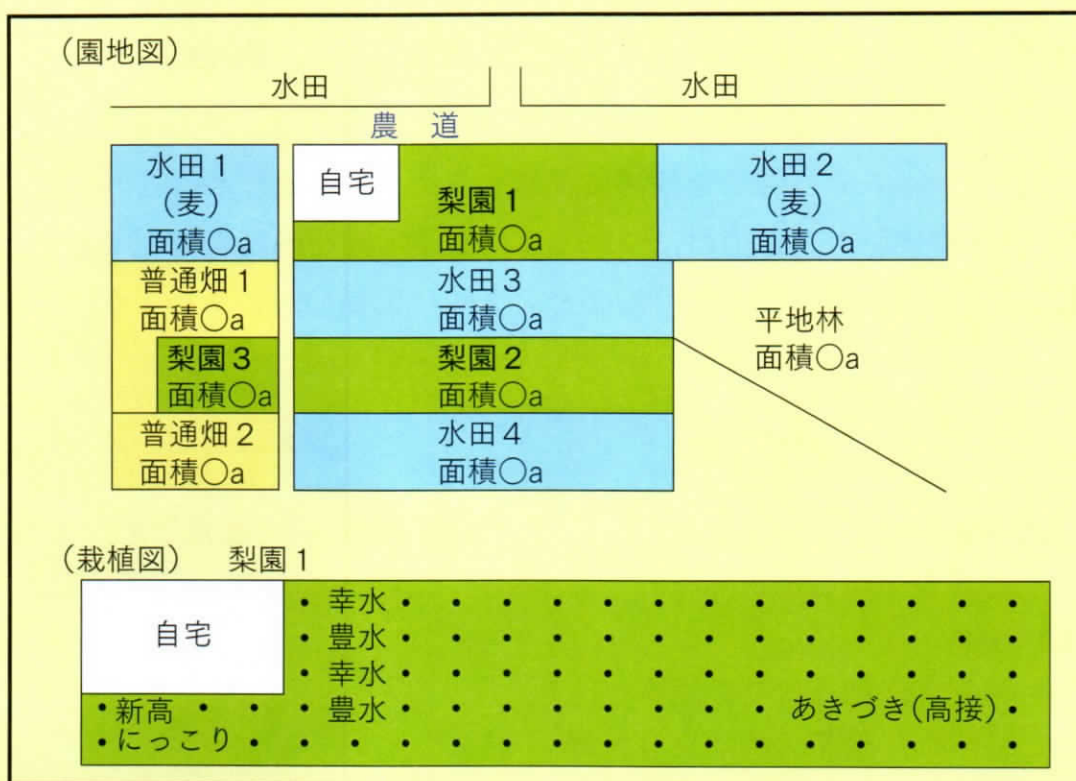 （園地図）
水田
水田
農 道
水田1
（麦）
面積○a
自宅
梨園1
面積○a
水田2
（麦）
面積○a
普通畑1
面積○a
水田3
面積○a
平地林
面積○a
梨園3
面積○a
梨園2
面積○a
普通畑2
面積○a
水田4
面積○a
（栽植図） 梨園1
自宅
幸水
豊水
幸水
新高 豊水 あきづき(高接)
にっこり